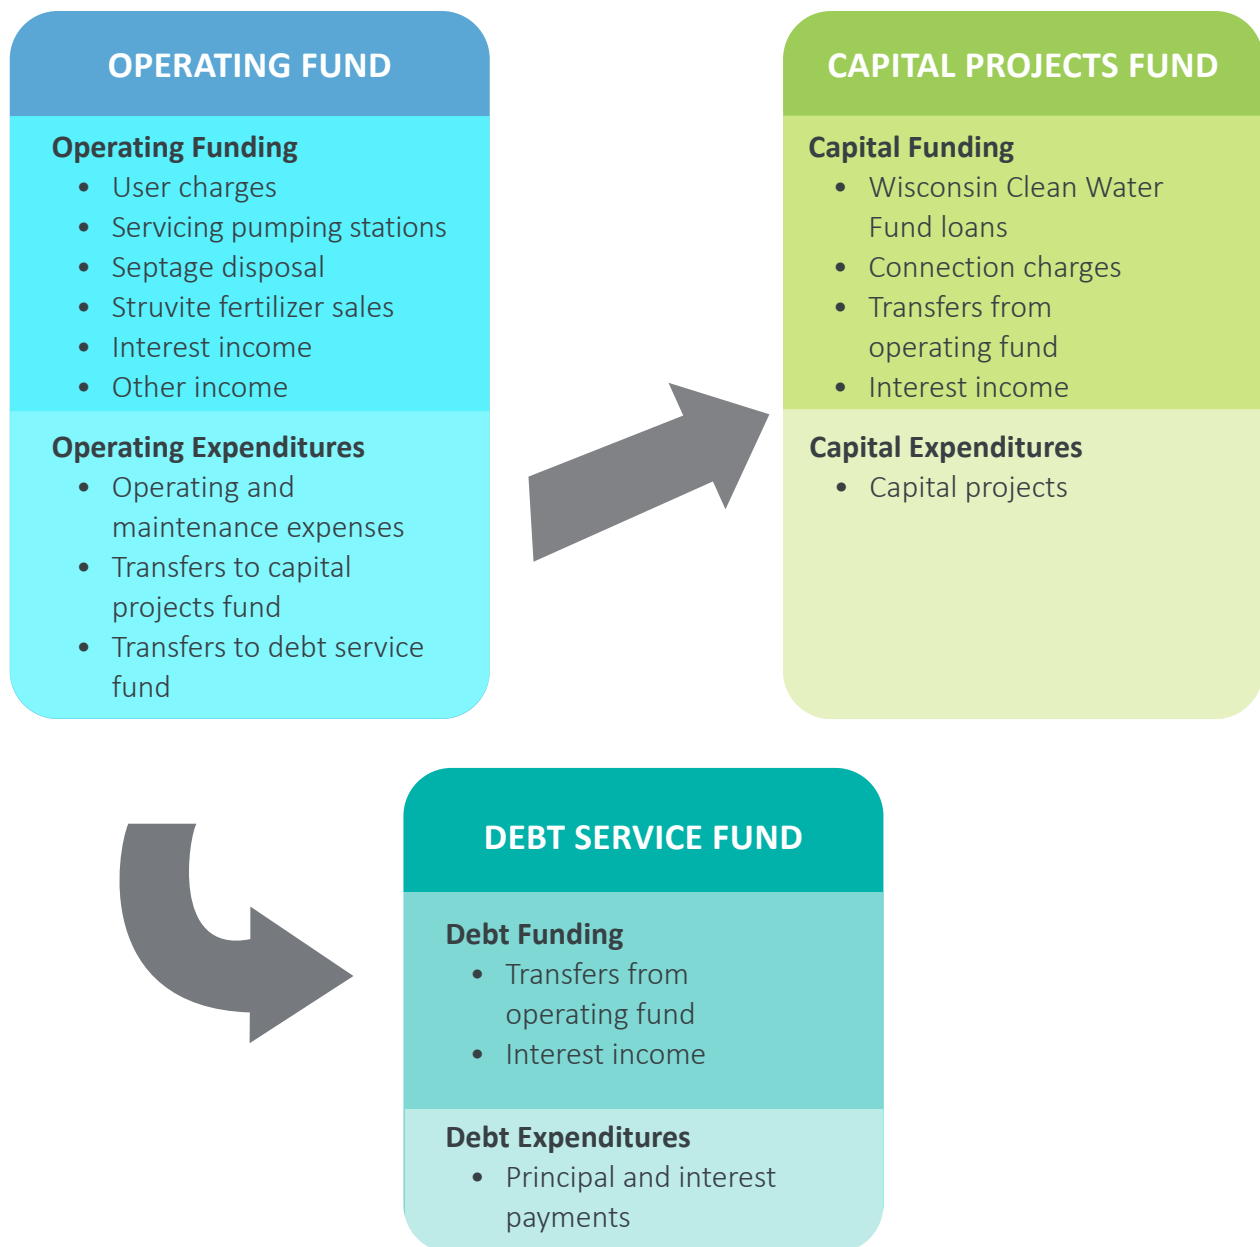 OPERATING FUND
Operating Funding
• User charges
• Servicing pumping stations
• Septage disposal
• Struvite fertilizer sales
• Interest income
• Other income
Operating Expenditures
• Operating and
maintenance expenses
• Transfers to capital
projects fund
• Transfers to debt service
fund
CAPITAL PROJECTS FUND
Capital Funding
• Wisconsin Clean Water
Fund loans
• Connection charges
• Transfers from
operating fund
• Interest income
Capital Expenditures
• Capital projects
DEBT SERVICE FUND
Debt Funding
• Transfers from
operating fund
• Interest income
Debt Expenditures
• Principal and interest
payments